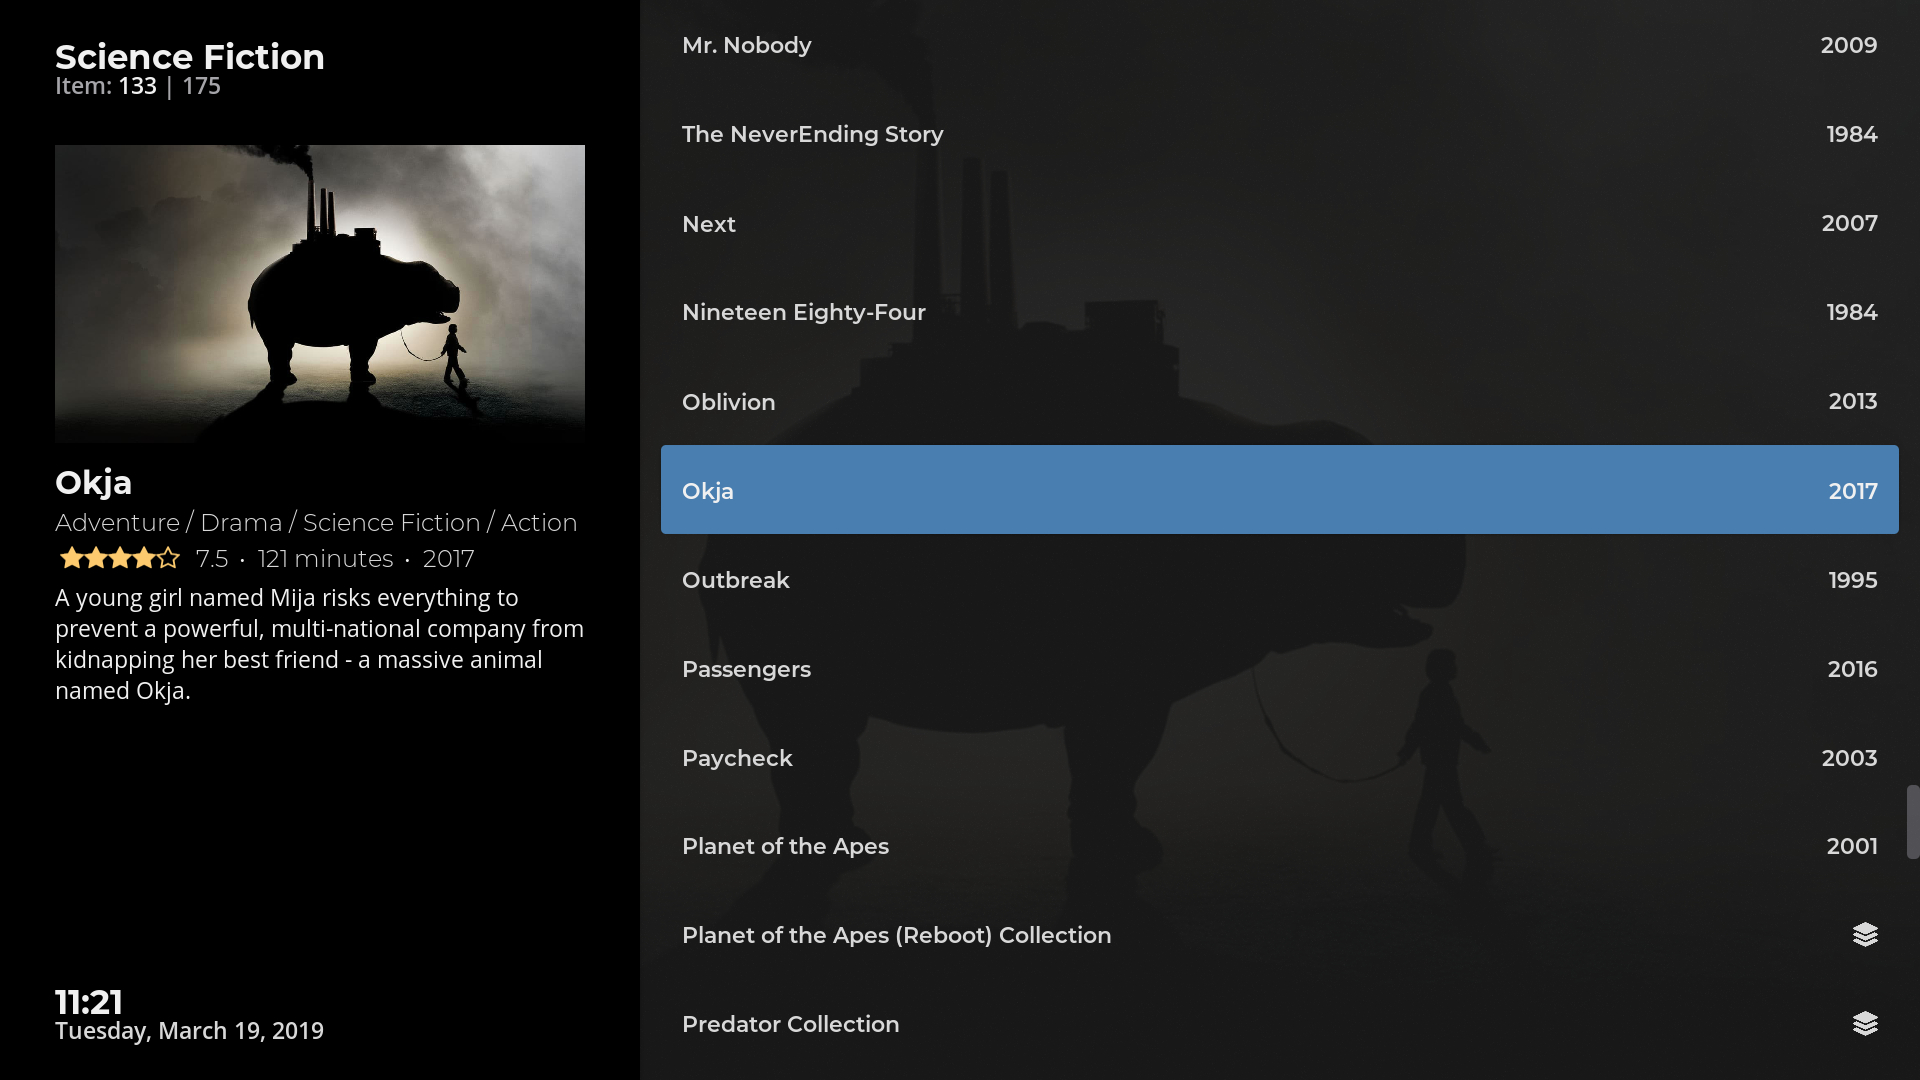 Science Fiction
Item: 133 | 175
Okja
Adventure / Drama / Science Fiction / Action
7.5 • 121 minutes • 2017
A young girl named Mija risks everything to
prevent a powerful, multi-national company from
kidnapping her best friend - a massive animal
named Okja.
11:21
Tuesday, March 19, 2019
Mr. Nobody 2009
The NeverEnding Story 1984
Next 2007
Nineteen Eighty-Four 1984
Oblivion 2013
Okja 2017
Outbreak 1995
Passengers 2016
Paycheck 2003
Planet of the Apes 2001
Planet of the Apes (Reboot) Collection
Predator Collection